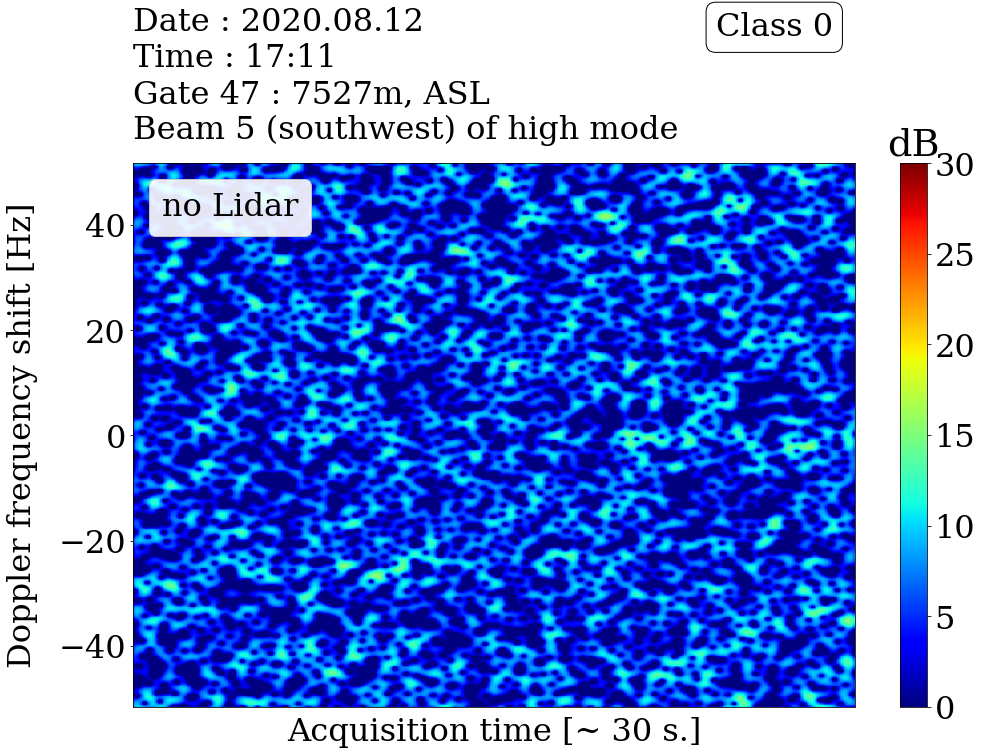 Date : 2020.08.12
Time : 17:11
Gate 47 : 7527m, ASL
Beam 5 (southwest) of high mode
Class 0
dB
no Lidar
Doppler frequency shift [Hz]
40
20
0
−20
−40
30
25
20
15
10
5
0
Acquisition time [~ 30 s.]